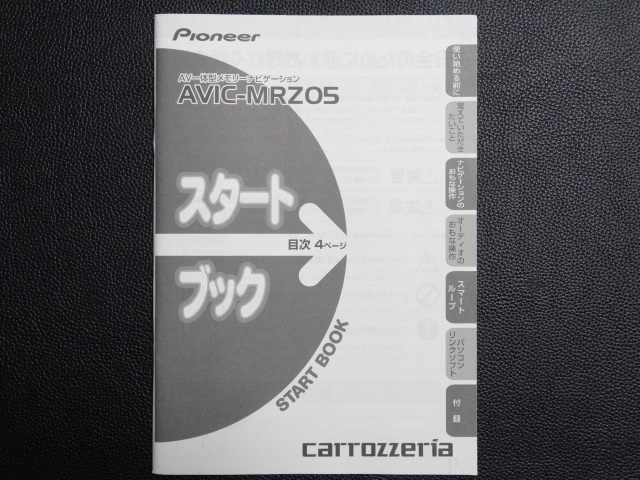 Pioneer
AV一体型メモリーナビゲーション
AVIC-MRZ05
スタート
目次 4ページ
ブック
START BOOK
carrozzeria
使い始める前に
覚えていただき
たいこと
ナビゲーションの
おもな操作
オーディオの
おもな操作
スマート
ループ
パソコン
リンクソフト
付録